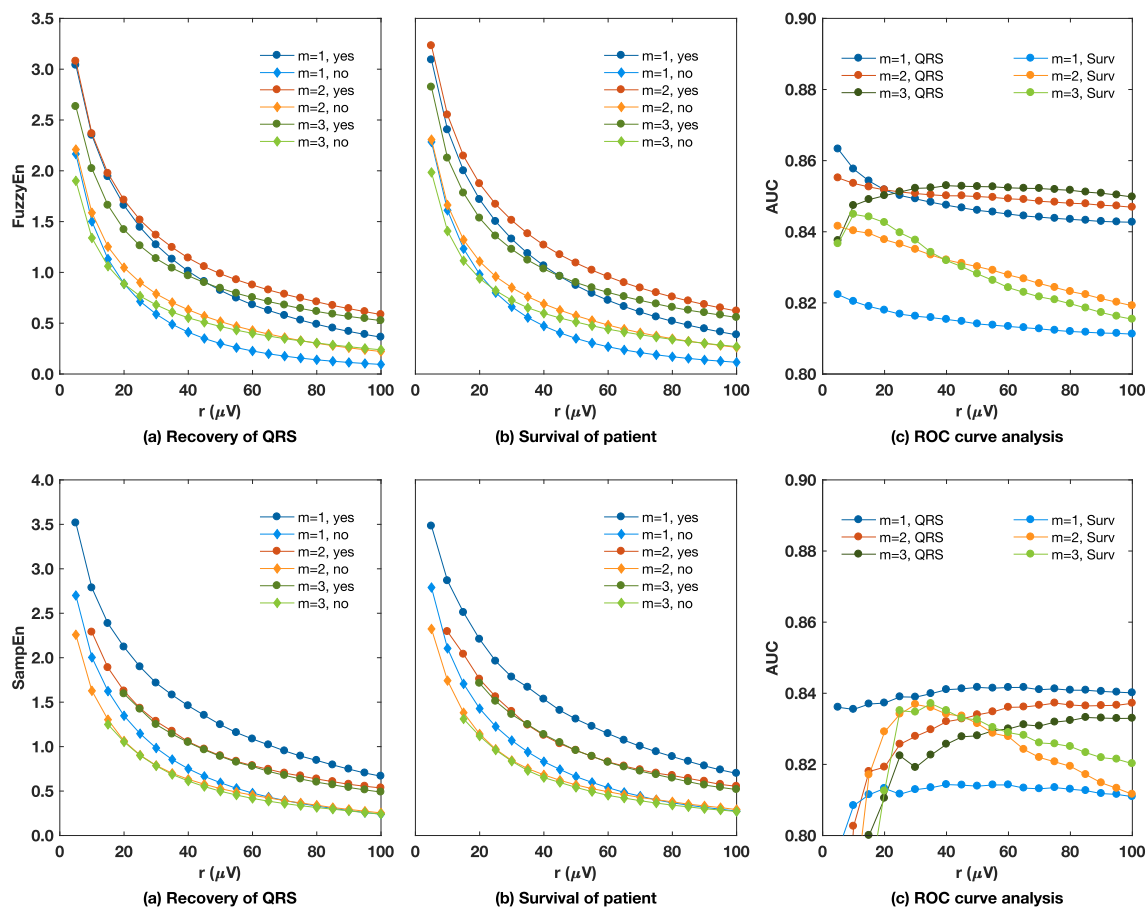 3.5
3.0
2.5
2.0
1.5
1.0
0.5
0.0
FuzzyEn
m=1, yes
m=1, no
m=2, yes
m=2, no
m=3, yes
m=3, no
0 20 40 60 80 100
r (μV)
(a) Recovery of QRS
m=1, yes
m=1, no
m=2, yes
m=2, no
m=3, yes
m=3, no
20 40 60 80 100
r (μV)
(b) Survival of patient
0.90
0.88
0.86
0.84
0.82
0.80
AUC
m=1, QRS m=1, Surv
m=2, QRS m=2, Surv
m=3, QRS m=3, Surv
0 20 40 60 80 100
r (μV)
(c) ROC curve analysis
4.0
3.5
3.0
2.5
2.0
1.5
1.0
0.5
0.0
SampEn
m=1, yes
m=1, no
m=2, yes
m=2, no
m=3, yes
m=3, no
0 20 40 60 80 100
r (μV)
(a) Recovery of QRS
m=1, yes
m=1, no
m=2, yes
m=2, no
m=3, yes
m=3, no
20 40 60 80 100
r (μV)
(b) Survival of patient
0.90
0.88
0.86
0.84
0.82
0.80
AUC
m=1, QRS m=1, Surv
m=2, QRS m=2, Surv
m=3, QRS m=3, Surv
0 20 40 60 80 100
r (μV)
(c) ROC curve analysis